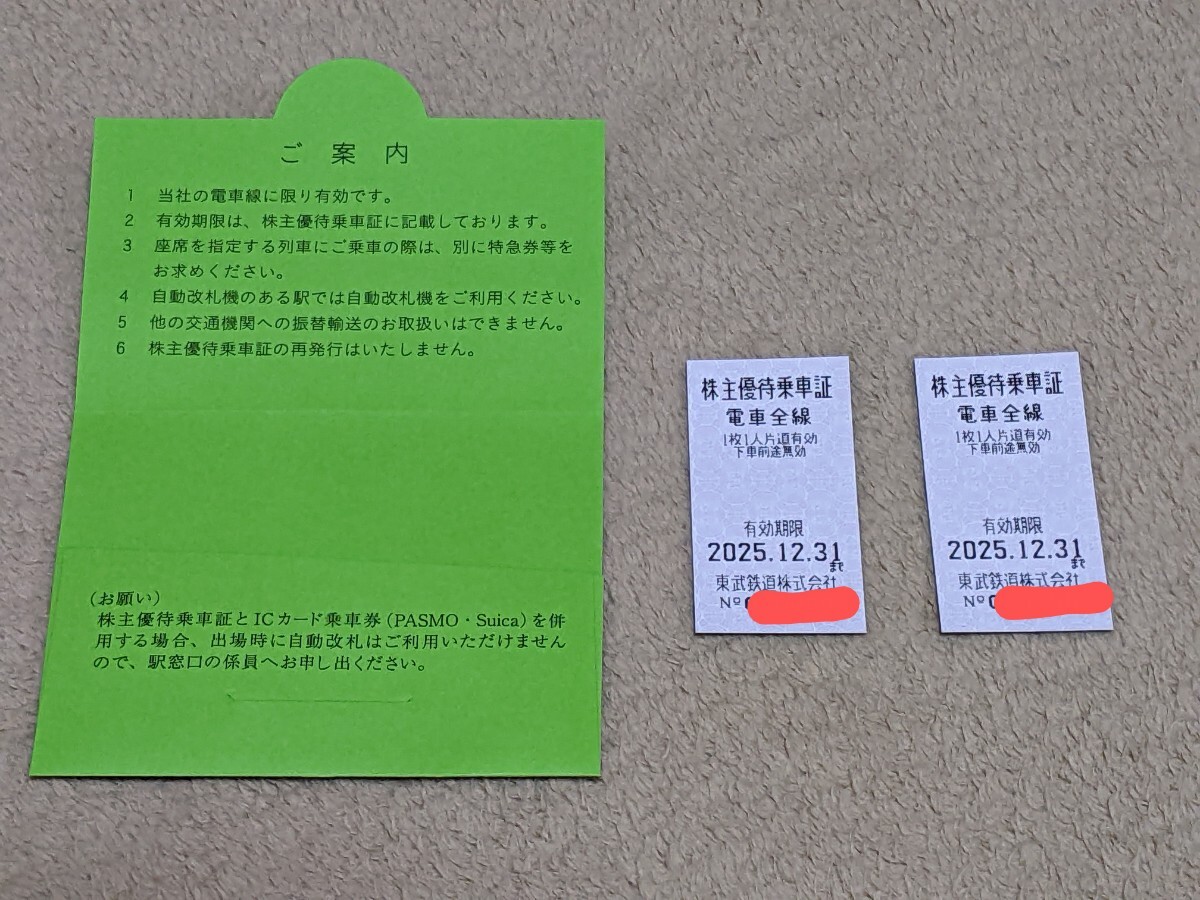 ご案内
1 当社の電車線に限り有効です。
2 有効期限は、株主優待乗車証に記載しております。
3 座席を指定する列車にご乗車の際は、別に特急券等を
お求めください。
4 自動改札機のある駅では自動改札機をご利用ください。
5 他の交通機関への振替輸送のお取扱いはできません。
6 株主優待乗車証の再発行はいたしません。
(お願い)
株主優待乗車証とICカード乗車券(PASMO・Suica)を併
用する場合、出場時に自動改札はご利用いただけません
ので、駅窓口の係員へお申し出ください。
株主優待乗車証
電車全線
1枚1人片道有効
下車前途無効
有効期限
2025.12.31
まで
東武鉄道株式会社
№
株主優待乗車証
電車全線
1枚1人片道有効
下車前途無効
有効期限
2025.12.31
まで
東武鉄道株式会社
№